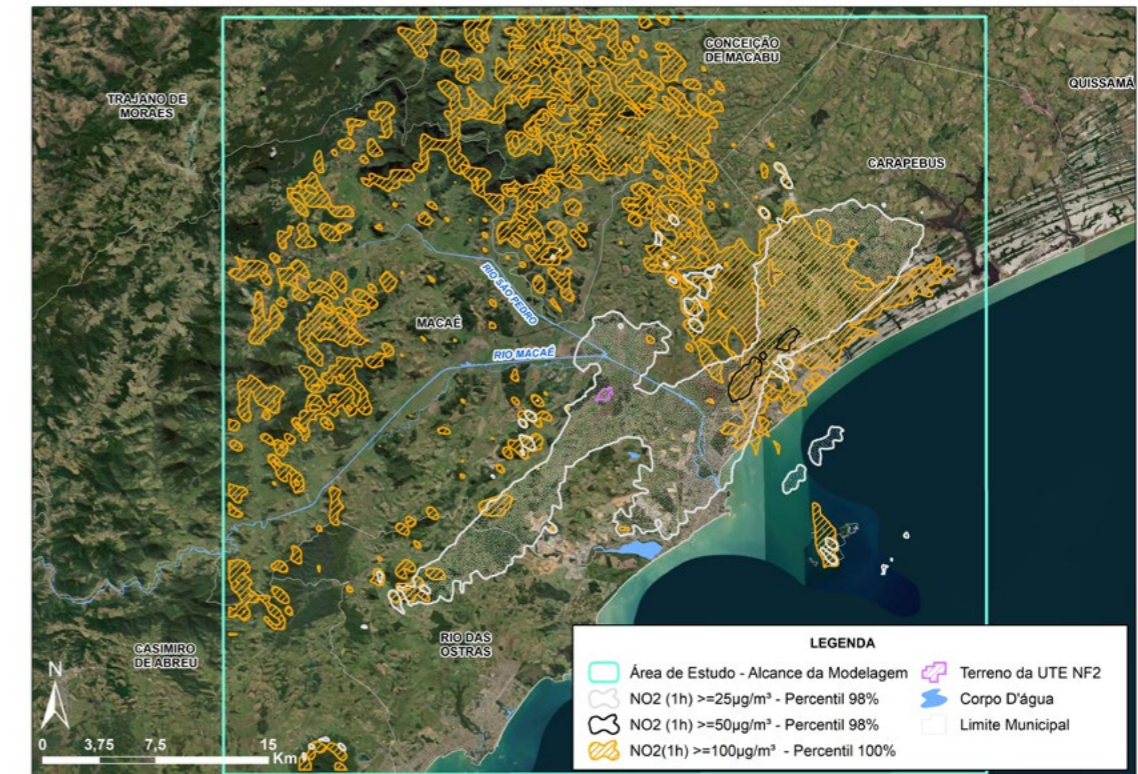 CONCEIÇÃO
DE MACABU
QUISSAMÃ
TRAJANO DE
MORAES
CARAPEBUS
RIO SÃO PEDRO
MACAÉ
RIO MACAÉ
RIO DAS
OSTRAS
CASIMIRO
DE ABREU
N
0 3,75 7,5 15
Km
LEGENDA
Área de Estudo - Alcance da Modelagem
NO2 (1h) >=25µg/m³ - Percentil 98%
NO2 (1h) >=50µg/m³ - Percentil 98%
NO2(1h) >=100µg/m³ - Percentil 100%
Terreno da UTE NF2
Corpo D'água
Limite Municipal